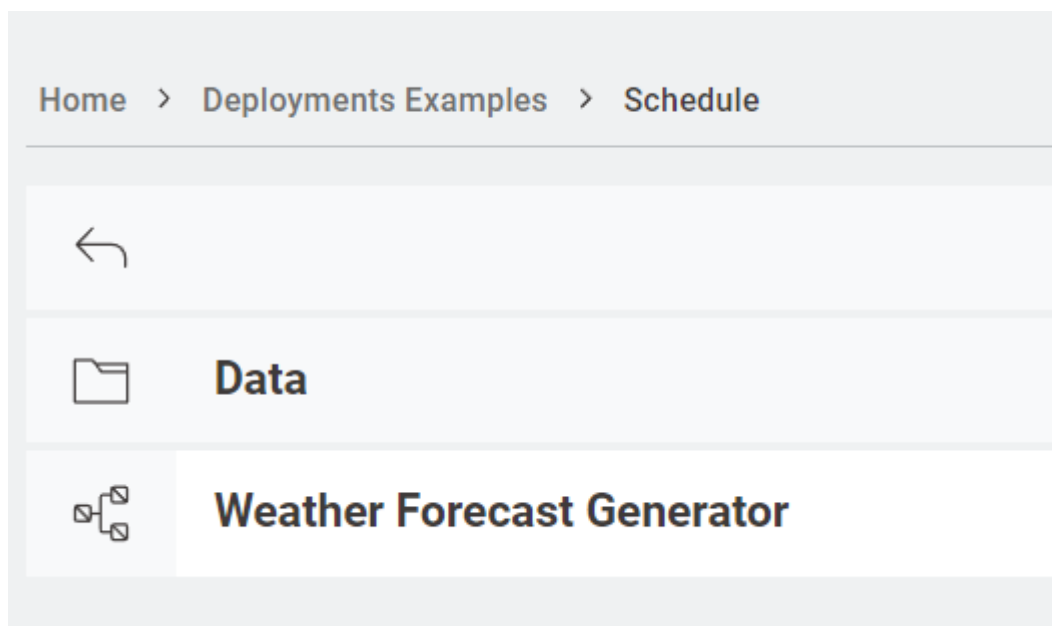 Home > Deployments Examples > Schedule
Data
Weather Forecast Generator